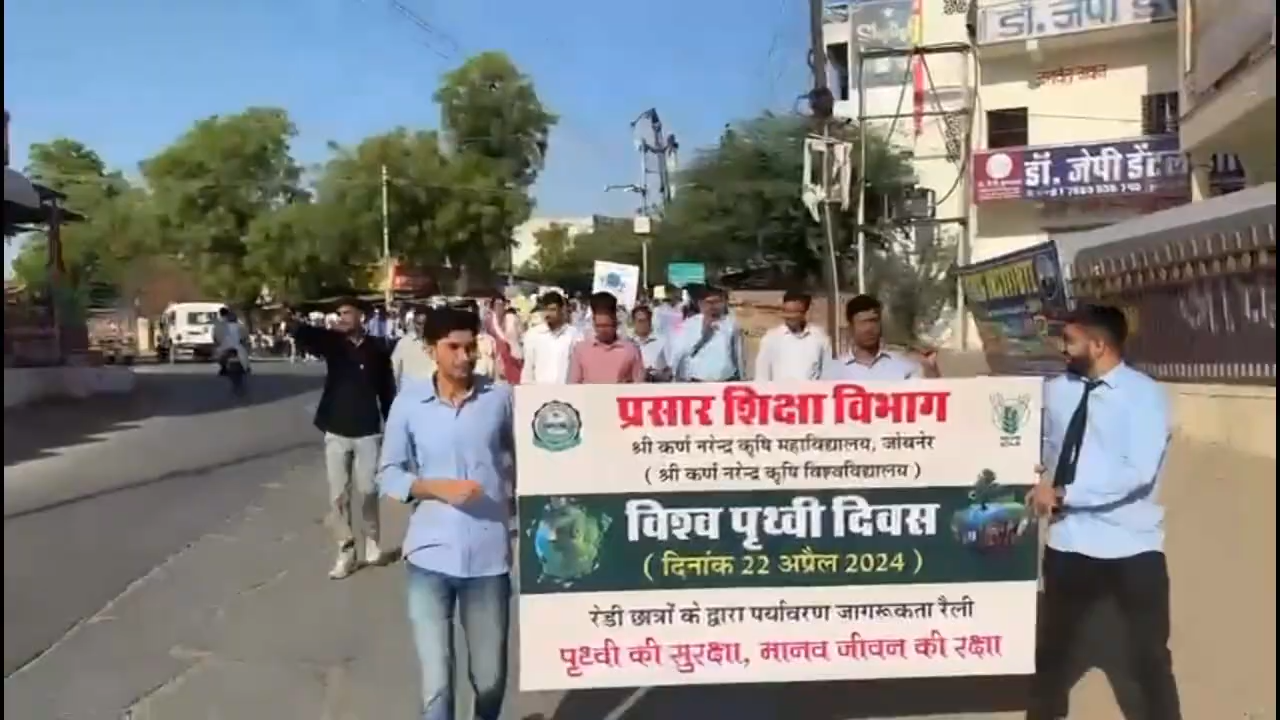 डॉ. जेपी डें
डॉ. जेपी डेंटल
प्रसार शिक्षा विभाग
श्री कर्ण नरेन्द्र कृषि महाविद्यालय, जोबनेर
( श्री कर्ण नरेन्द्र कृषि विश्वविद्यालय )
विश्व पृथ्वी दिवस
( दिनांक 22 अप्रैल 2024 )
रेडी छात्रों के द्वारा पर्यावरण जागरूकता रैली
पृथ्वी की सुरक्षा, मानव जीवन की रक्षा